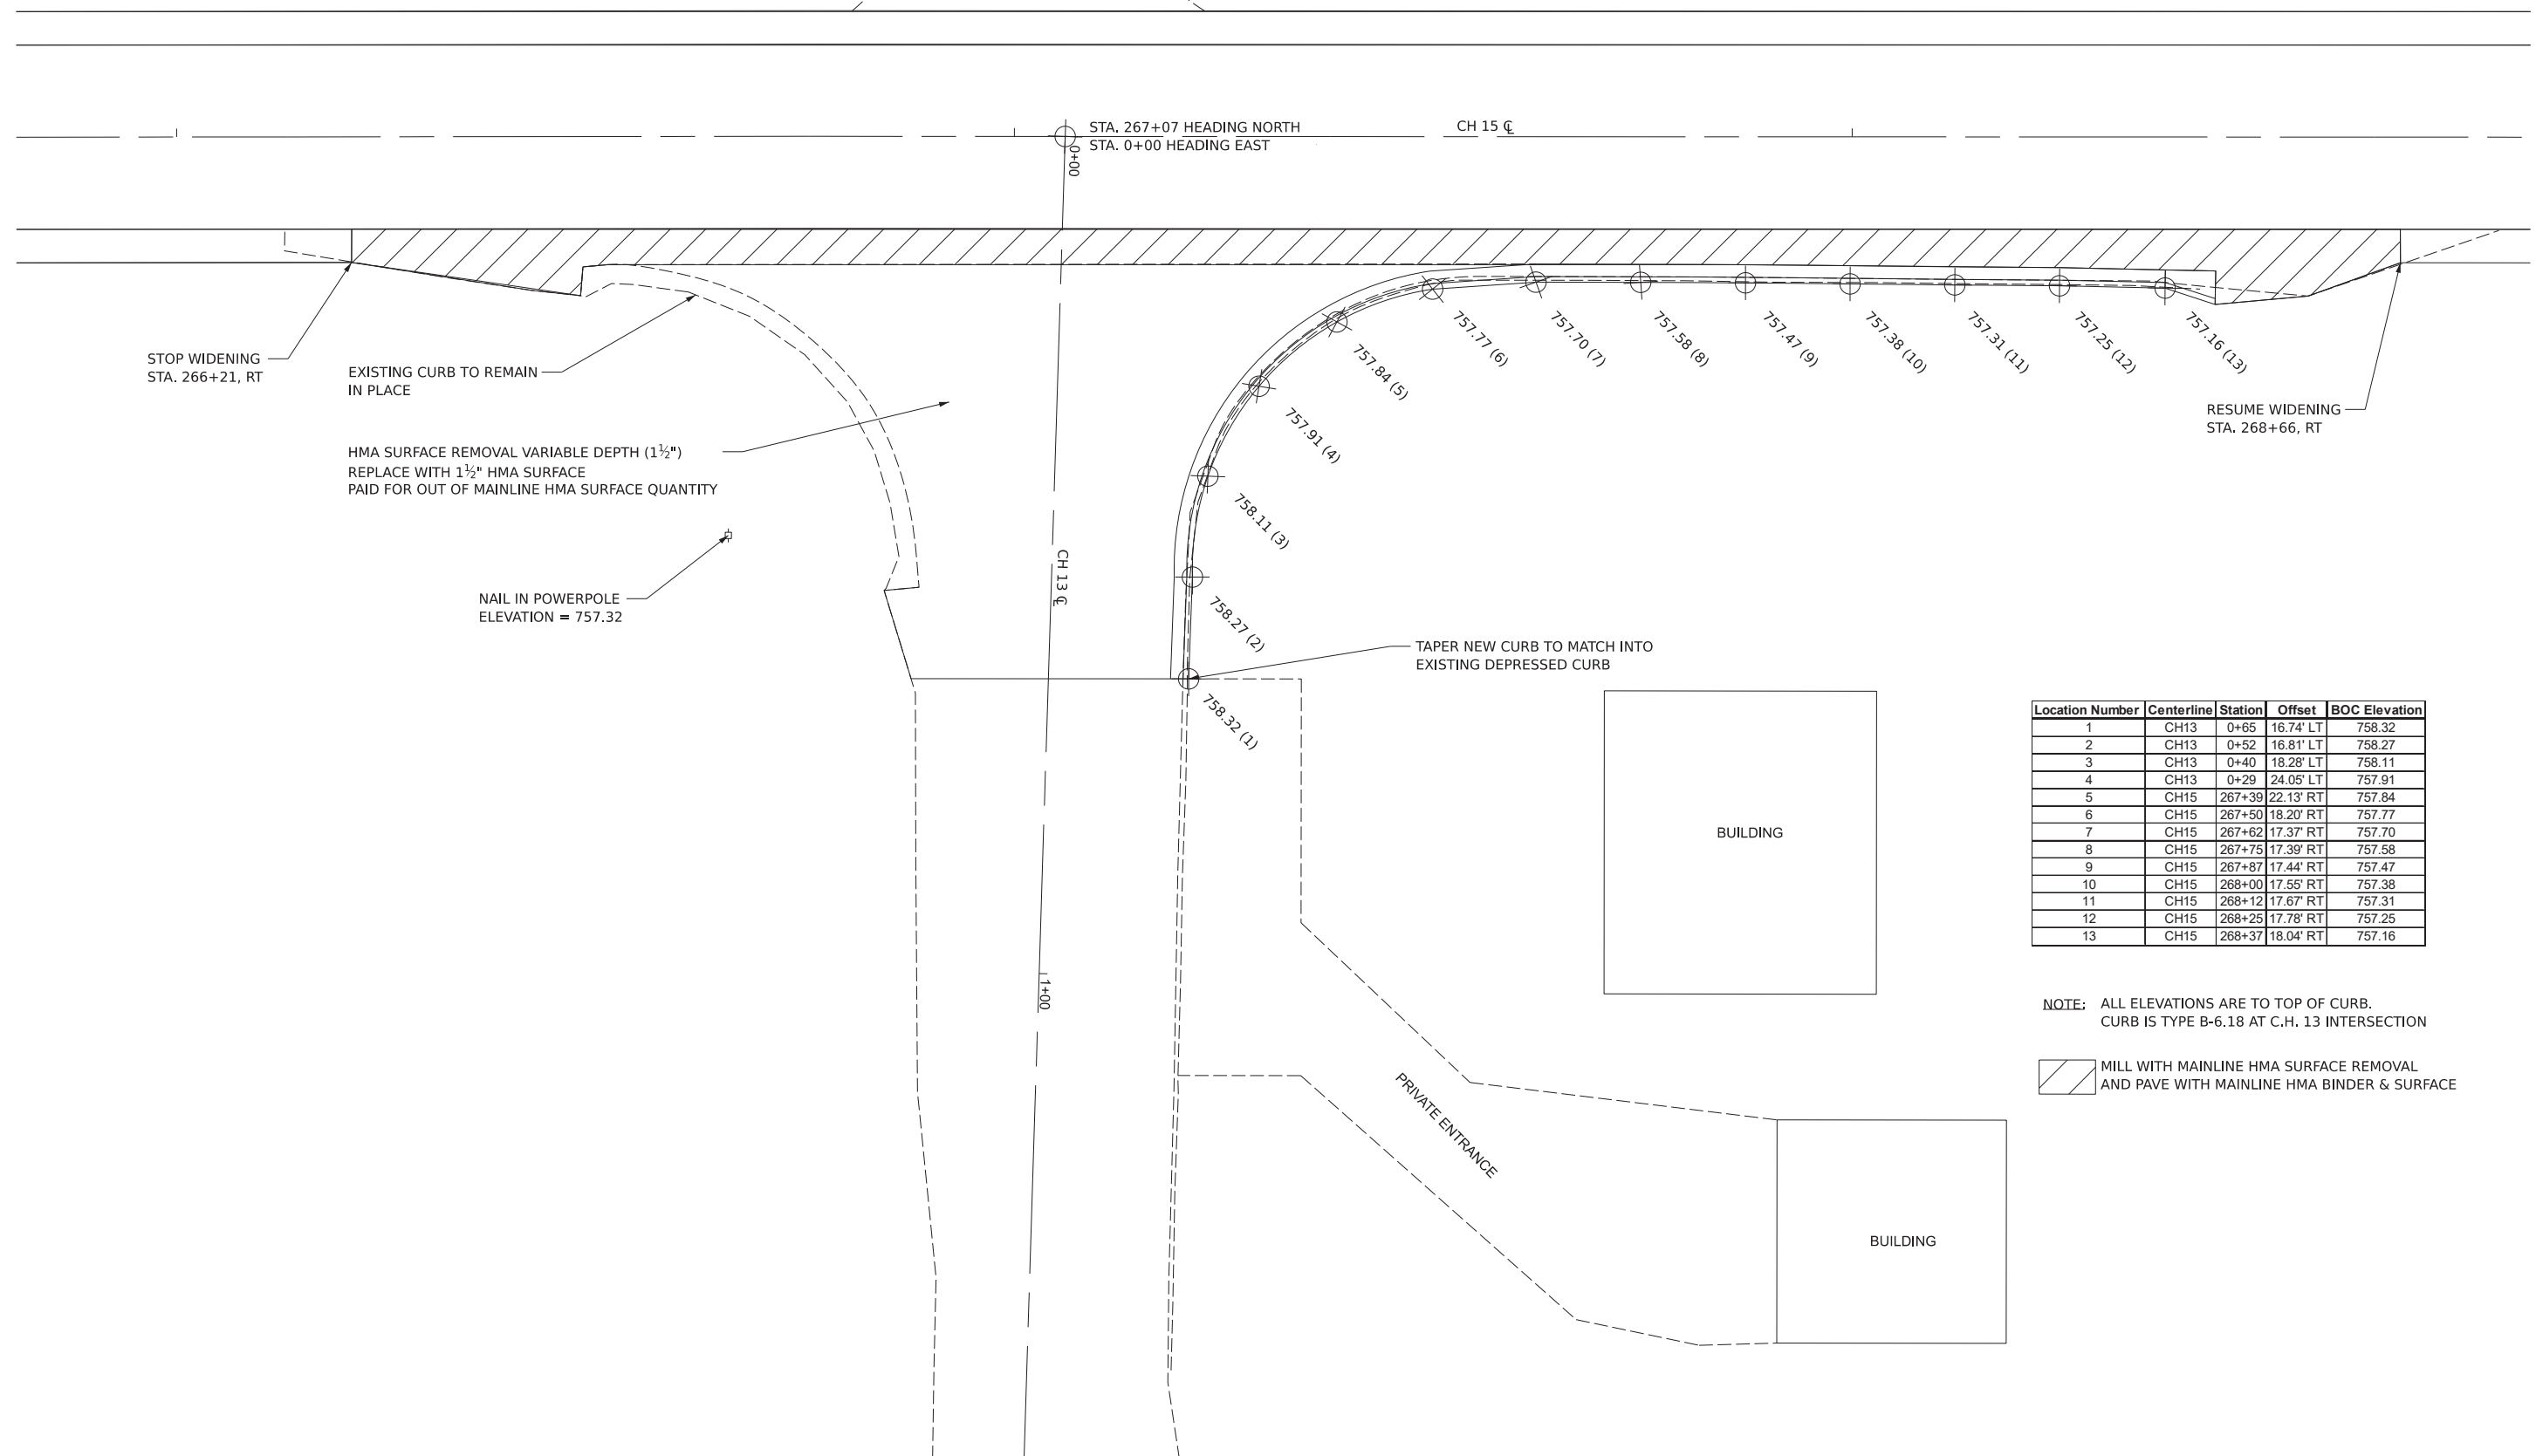 STA. 267+07 HEADING NORTH
STA. 0+00 HEADING EAST
CH 15 ℄
0+00
STOP WIDENING
STA. 266+21, RT
EXISTING CURB TO REMAIN
IN PLACE
HMA SURFACE REMOVAL VARIABLE DEPTH (1½")
REPLACE WITH 1½" HMA SURFACE
PAID FOR OUT OF MAINLINE HMA SURFACE QUANTITY
NAIL IN POWERPOLE
ELEVATION = 757.32
CH 13 ℄
1+00
758.32 (1)
758.27 (2)
758.11 (3)
757.91 (4)
757.84 (5)
757.77 (6)
757.70 (7)
757.58 (8)
757.47 (9)
757.38 (10)
757.31 (11)
757.25 (12)
757.16 (13)
RESUME WIDENING
STA. 268+66, RT
TAPER NEW CURB TO MATCH INTO
EXISTING DEPRESSED CURB
BUILDING
PRIVATE ENTRANCE
BUILDING
Location Number Centerline Station Offset BOC Elevation
1 CH13 0+65 16.74' LT 758.32
2 CH13 0+52 16.81' LT 758.27
3 CH13 0+40 18.28' LT 758.11
4 CH13 0+29 24.05' LT 757.91
5 CH15 267+39 22.13' RT 757.84
6 CH15 267+50 18.20' RT 757.77
7 CH15 267+62 17.37' RT 757.70
8 CH15 267+75 17.39' RT 757.58
9 CH15 267+87 17.44' RT 757.47
10 CH15 268+00 17.55' RT 757.38
11 CH15 268+12 17.67' RT 757.31
12 CH15 268+25 17.78' RT 757.25
13 CH15 268+37 18.04' RT 757.16
NOTE: ALL ELEVATIONS ARE TO TOP OF CURB.
CURB IS TYPE B-6.18 AT C.H. 13 INTERSECTION
MILL WITH MAINLINE HMA SURFACE REMOVAL
AND PAVE WITH MAINLINE HMA BINDER & SURFACE